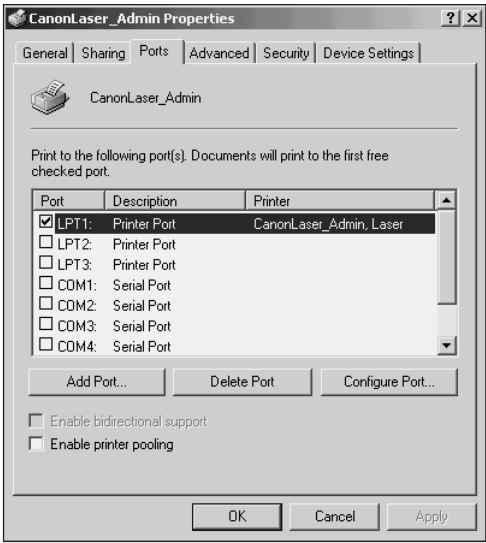 CanonLaser_Admin Properties
General Sharing Ports Advanced Security Device Settings
CanonLaser_Admin
Print to the following port(s). Documents will print to the first free
checked port.
Port Description Printer
LPT1: Printer Port CanonLaser_Admin, Laser
LPT2: Printer Port
LPT3: Printer Port
COM1: Serial Port
COM2: Serial Port
COM3: Serial Port
COM4: Serial Port
Add Port... Delete Port Configure Port...
Enable bidirectional support
Enable printer pooling
OK Cancel Apply